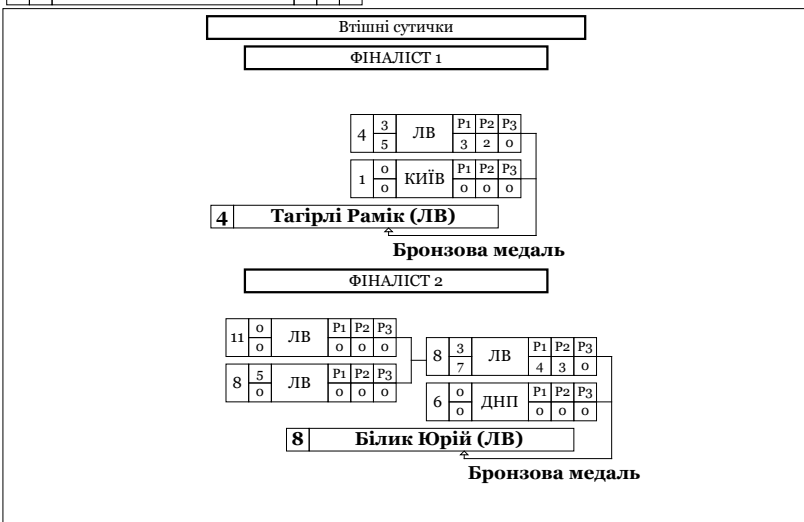 Втішні сутички
ФІНАЛІСТ 1
4 3 5 ЛВ Р1 Р2 Р3 3 2 0
1 0 0 КИЇВ Р1 Р2 Р3 0 0 0
4 Тагірлі Рамік (ЛВ)
Бронзова медаль
ФІНАЛІСТ 2
11 0 0 ЛВ Р1 Р2 Р3 0 0 0
8 5 0 ЛВ Р1 Р2 Р3 0 0 0
8 3 7 ЛВ Р1 Р2 Р3 4 3 0
6 0 0 ДНП Р1 Р2 Р3 0 0 0
8 Білик Юрій (ЛВ)
Бронзова медаль